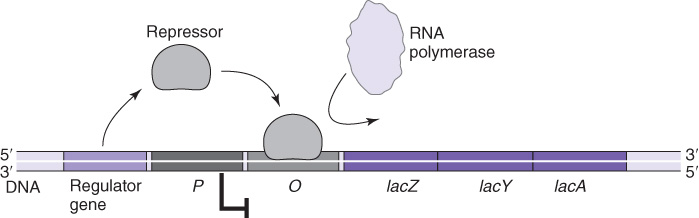 Repressor
RNA
polymerase
5′
3′
3′
5′
DNA
Regulator
gene
P
O
lacZ
lacY
lacA